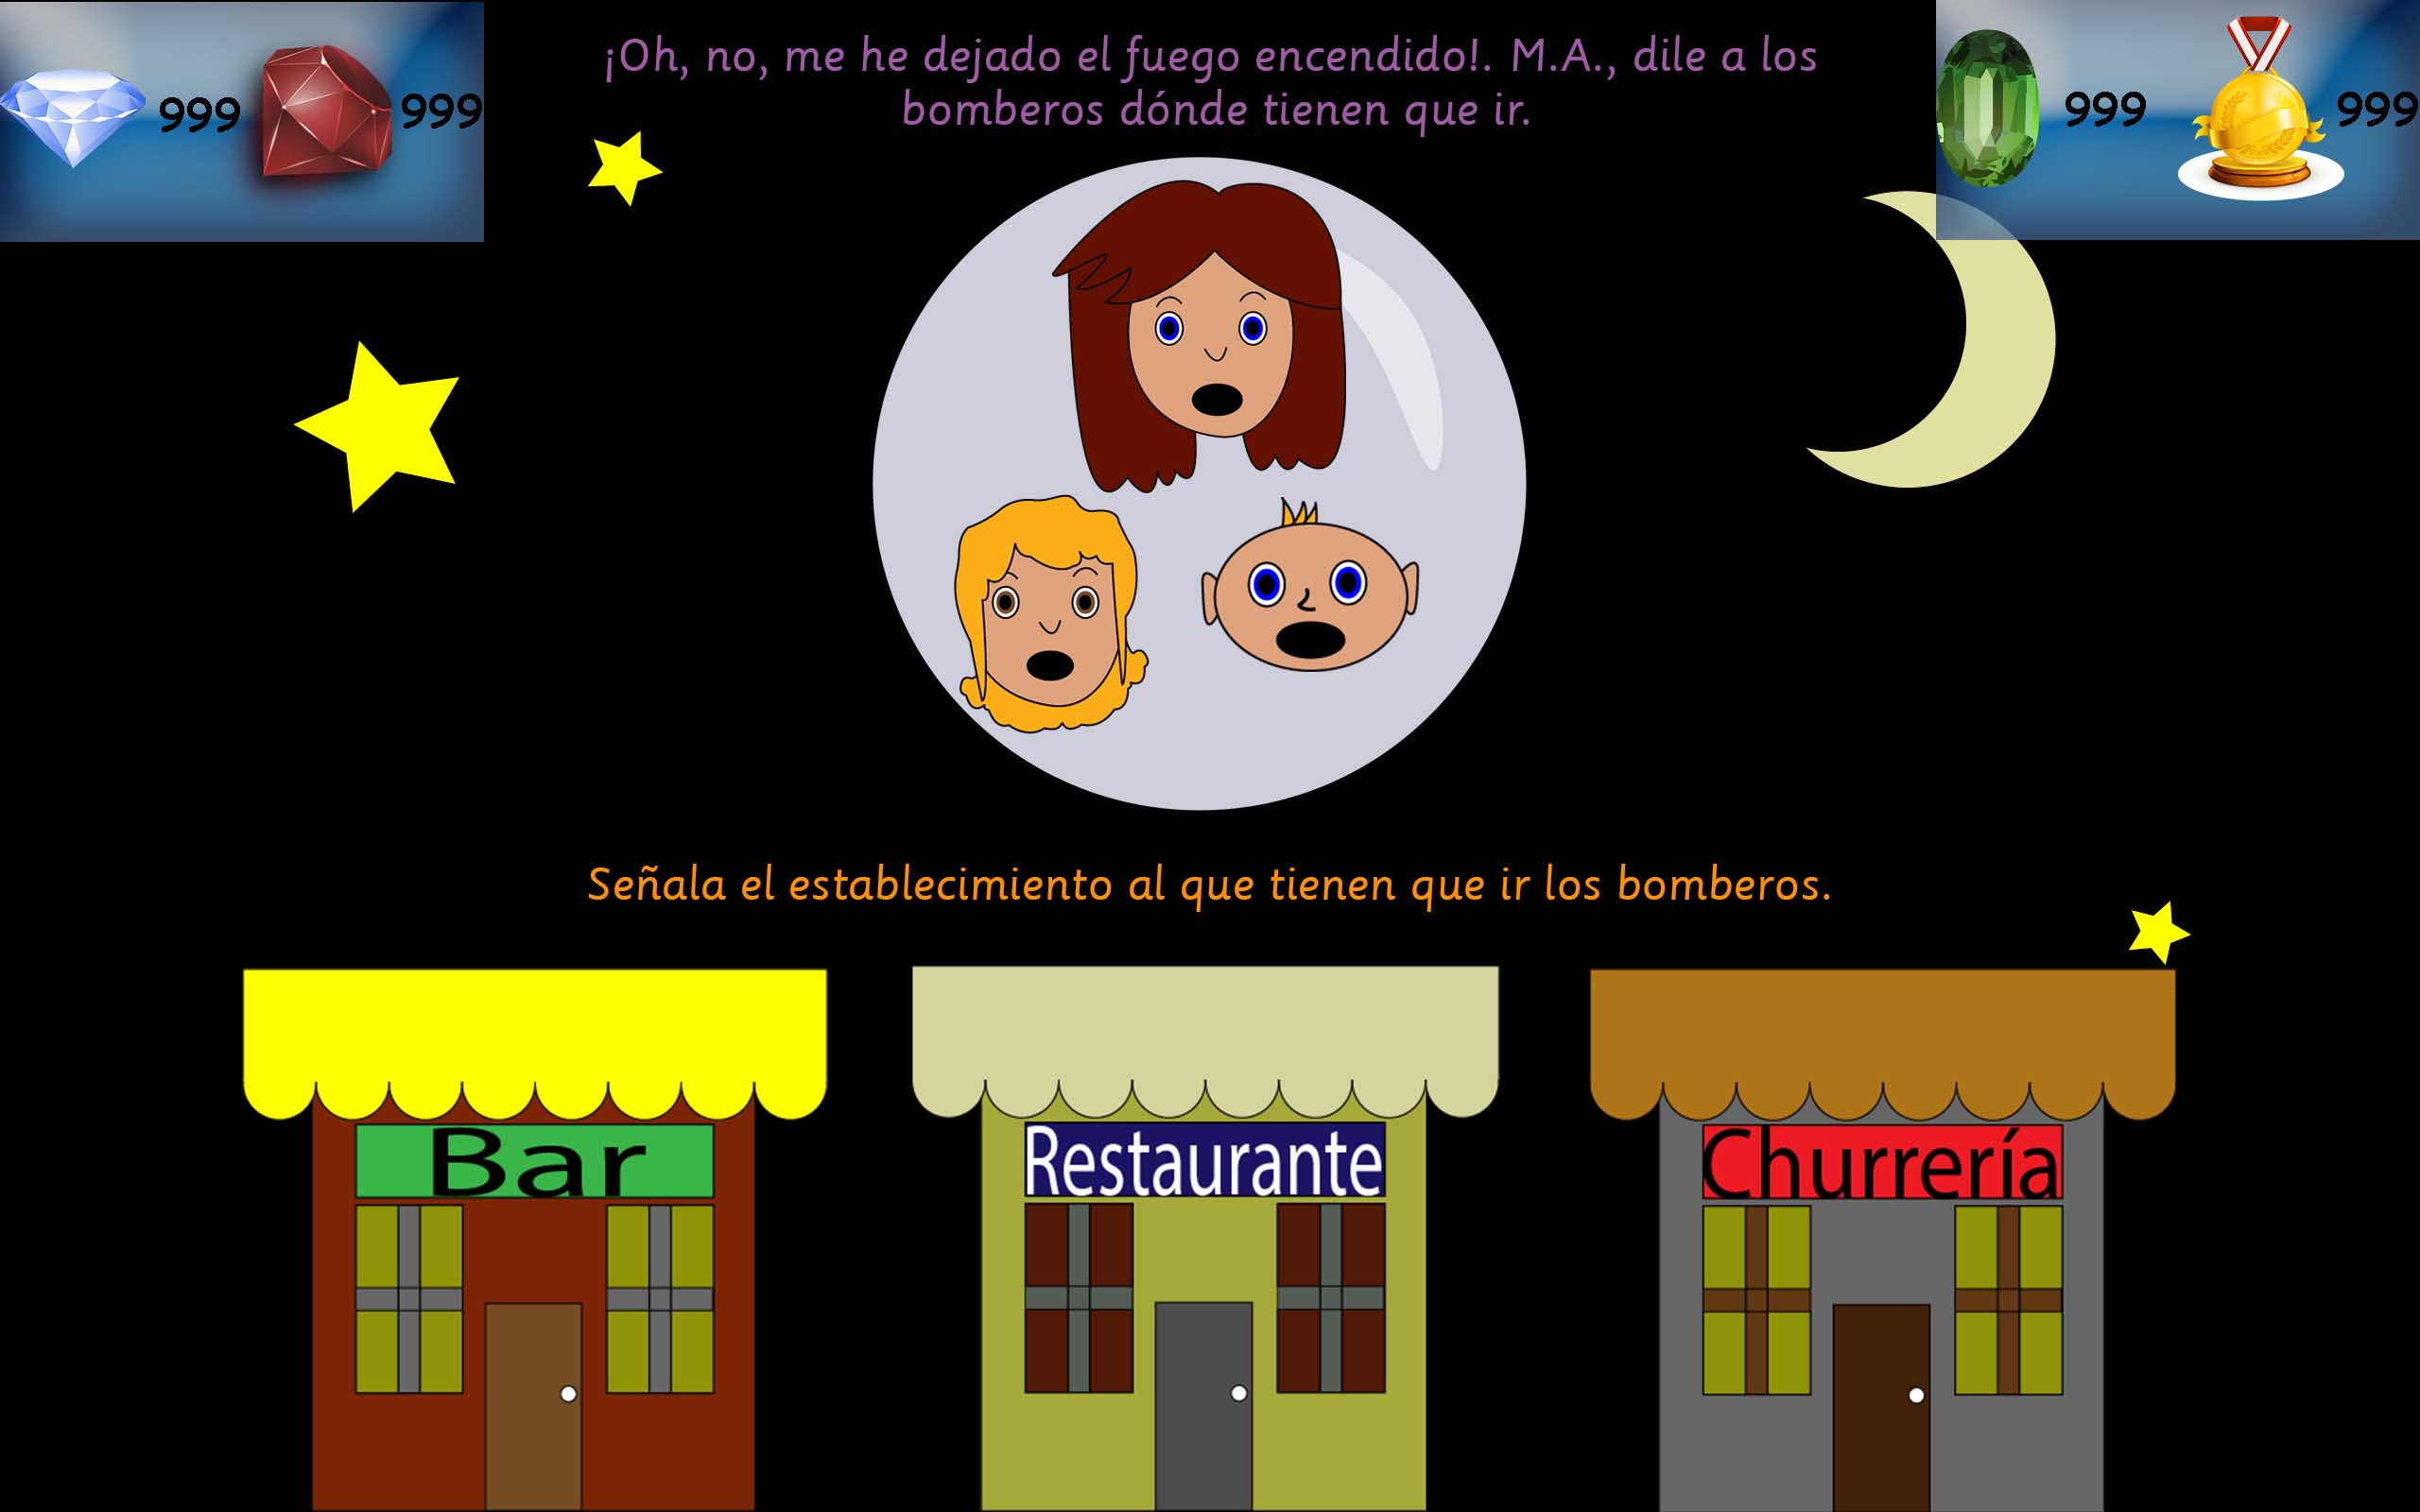 999 999
999 999
¡Oh, no, me he dejado el fuego encendido!. M.A., dile a los
bomberos dónde tienen que ir.
Señala el establecimiento al que tienen que ir los bomberos.
Bar
Restaurante
Churrería